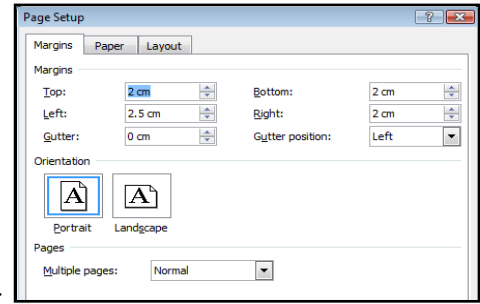 Page Setup
Margins Paper Layout
Margins
Top: 2 cm Bottom: 2 cm
Left: 2.5 cm Right: 2 cm
Gutter: 0 cm Gutter position: Left
Orientation
A A
Portrait Landscape
Pages
Multiple pages: Normal